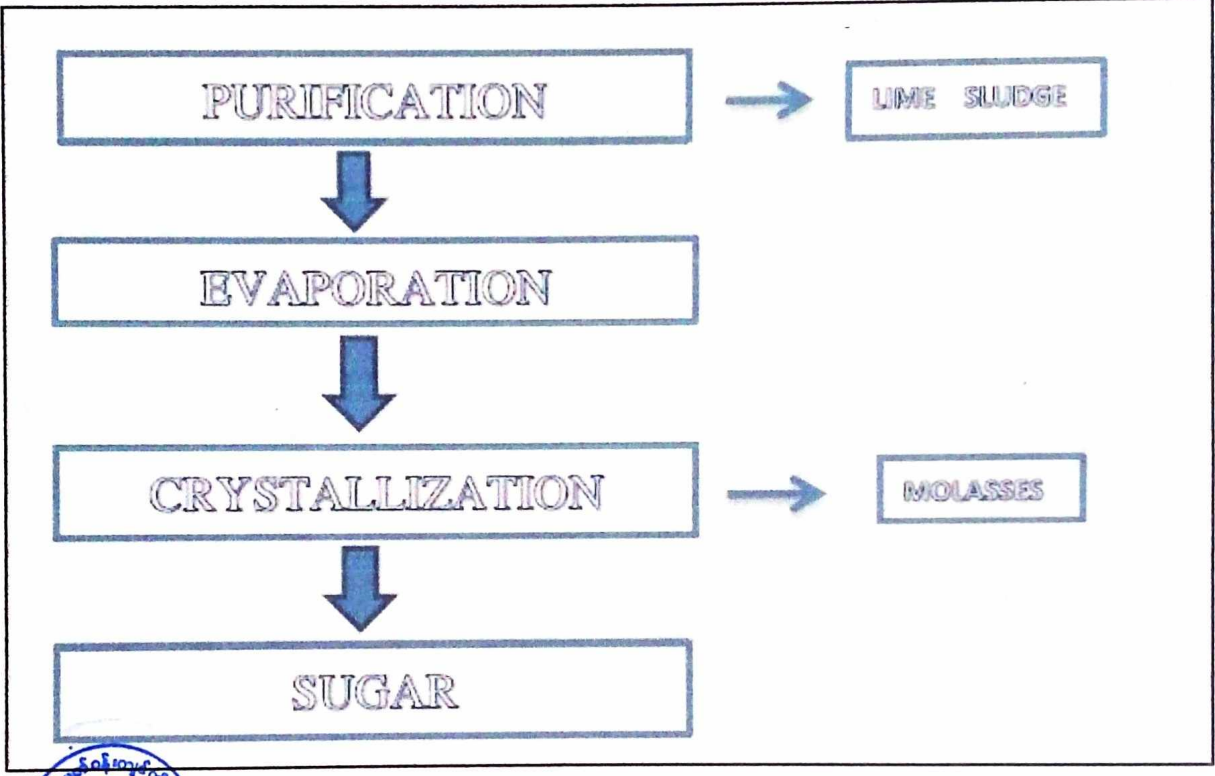 PURIFICATION
LIME SLUDGE
EVAPORATION
CRYSTALLIZATION
MOLASSES
SUGAR